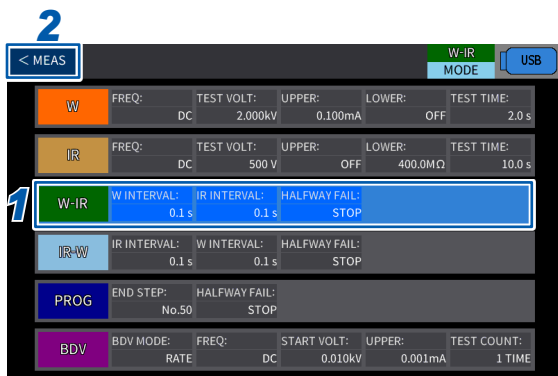 2
< MEAS
W-IR
MODE
USB
W
FREQ: TEST VOLT: UPPER: LOWER: TEST TIME:
DC 2.000kV 0.100mA OFF 2.0 s
IR
FREQ: TEST VOLT: UPPER: LOWER: TEST TIME:
DC 500 V OFF 400.0MΩ 10.0 s
1
W-IR
W INTERVAL: IR INTERVAL: HALFWAY FAIL:
0.1 s 0.1 s STOP
IR-W
IR INTERVAL: W INTERVAL: HALFWAY FAIL:
0.1 s 0.1 s STOP
PROG
END STEP: HALFWAY FAIL:
No.50 STOP
BDV
BDV MODE: FREQ: START VOLT: UPPER: TEST COUNT:
RATE DC 0.010kV 0.001mA 1 TIME